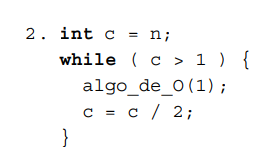 2. int c = n;
while ( c > 1 ) {
algo_de_O(1);
c = c / 2;
}